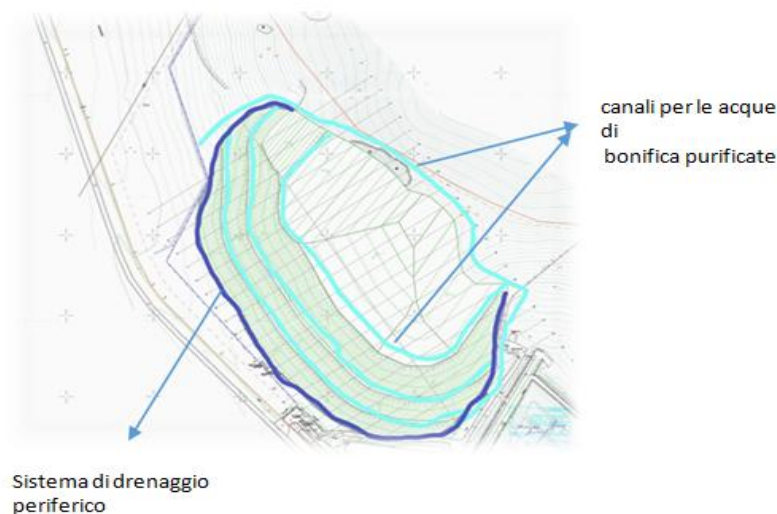 canali per le acque
di
bonifica purificate
Sistema di drenaggio
periferico